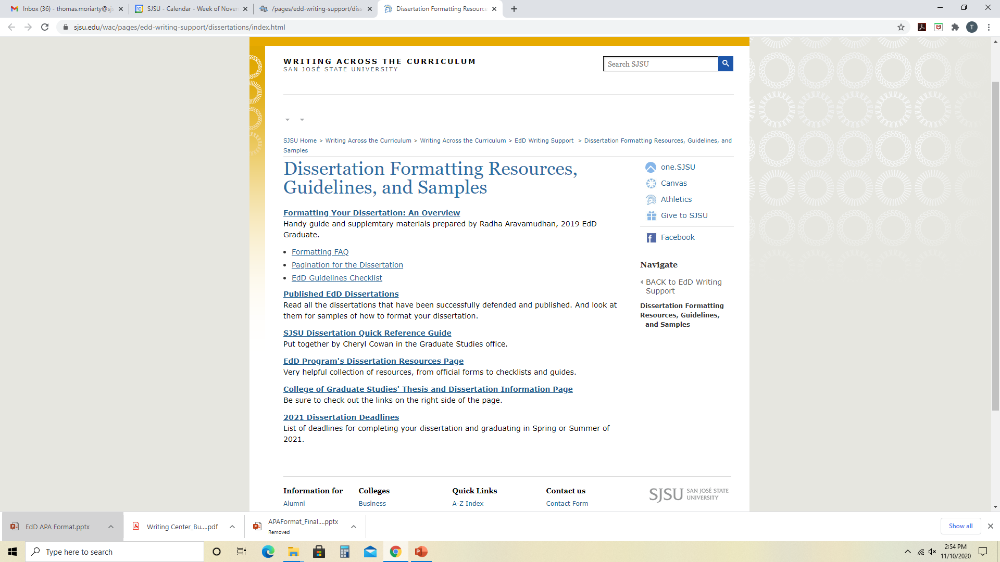 Inbox (36) - thomas.moriarty@sjs
SJSU - Calendar - Week of Noven
/pages/edd-writing-support/diss
Dissertation Formatting Resource
sjsu.edu/wac/pages/edd-writing-support/dissertations/index.html
T
WRITING ACROSS THE CURRICULUM
SAN JOSÉ STATE UNIVERSITY
Search SJSU
SJSU Home > Writing Across the Curriculum > Writing Across the Curriculum > EdD Writing Support > Dissertation Formatting Resources, Guidelines, and
Samples
Dissertation Formatting Resources,
Guidelines, and Samples
Formatting Your Dissertation: An Overview
Handy guide and supplemtary materials prepared by Radha Aravamudhan, 2019 EdD
Graduate.
• Formatting FAQ
• Pagination for the Dissertation
• EdD Guidelines Checklist
Published EdD Dissertations
Read all the dissertations that have been successfully defended and published. And look at
them for samples of how to format your dissertation.
SJSU Dissertation Quick Reference Guide
Put together by Cheryl Cowan in the Graduate Studies office.
EdD Program's Dissertation Resources Page
Very helpful collection of resources, from official forms to checklists and guides.
College of Graduate Studies' Thesis and Dissertation Information Page
Be sure to check out the links on the right side of the page.
2021 Dissertation Deadlines
List of deadlines for completing your dissertation and graduating in Spring or Summer of
2021.
one.SJSU
Canvas
Athletics
Give to SJSU
Facebook
Navigate
BACK to EdD Writing
Support
Dissertation Formatting
Resources, Guidelines,
and Samples
Information for
Alumni
Colleges
Business
Quick Links
A-Z Index
Contact us
Contact Form
SJSU SAN JOSÉ STATE
UNIVERSITY
EdD APA Format.pptx
Writing Center_Bu....pdf
APAFormat_Final....pptx
Removed
Show all
Type here to search
2:54 PM
11/10/2020